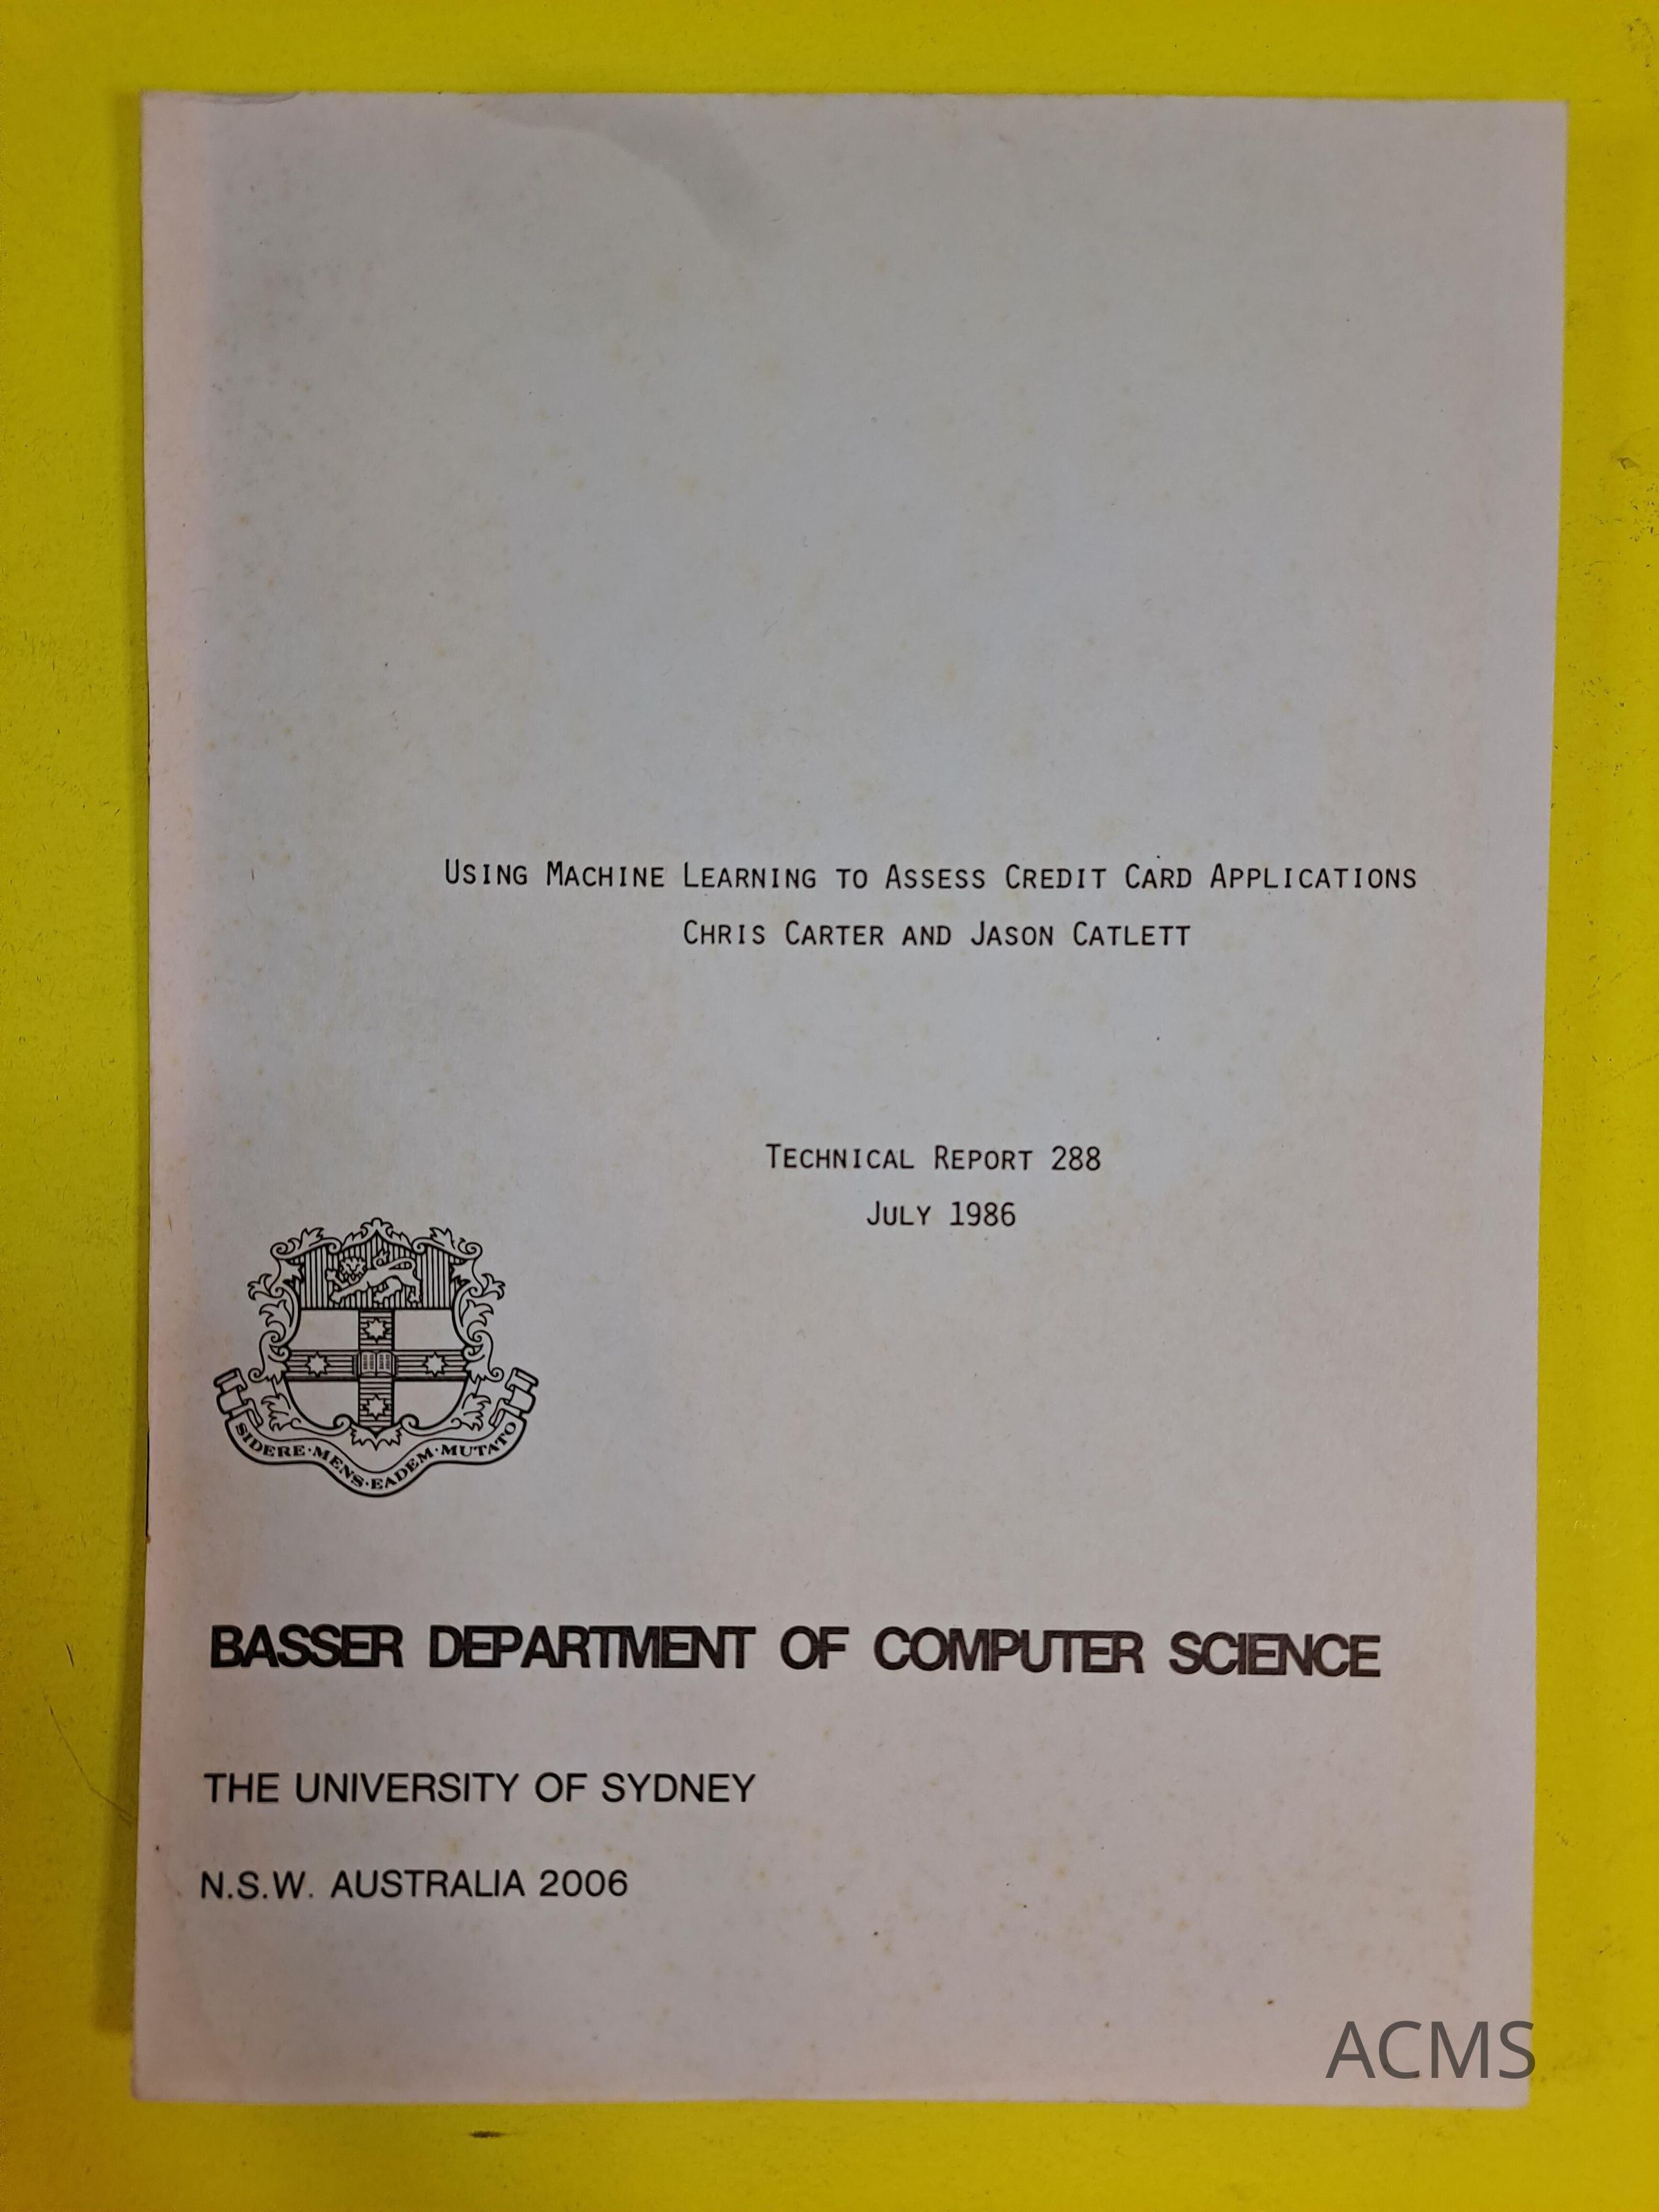 USING MACHINE LEARNING TO ASSESS CREDIT CARD APPLICATIONS
CHRIS CARTER AND JASON CATLETT
TECHNICAL REPORT 288
JULY 1986
SIDERE·MENS·EADEM·MUTATO
BASSER DEPARTMENT OF COMPUTER SCIENCE
THE UNIVERSITY OF SYDNEY
N.S.W. AUSTRALIA 2006
ACMS